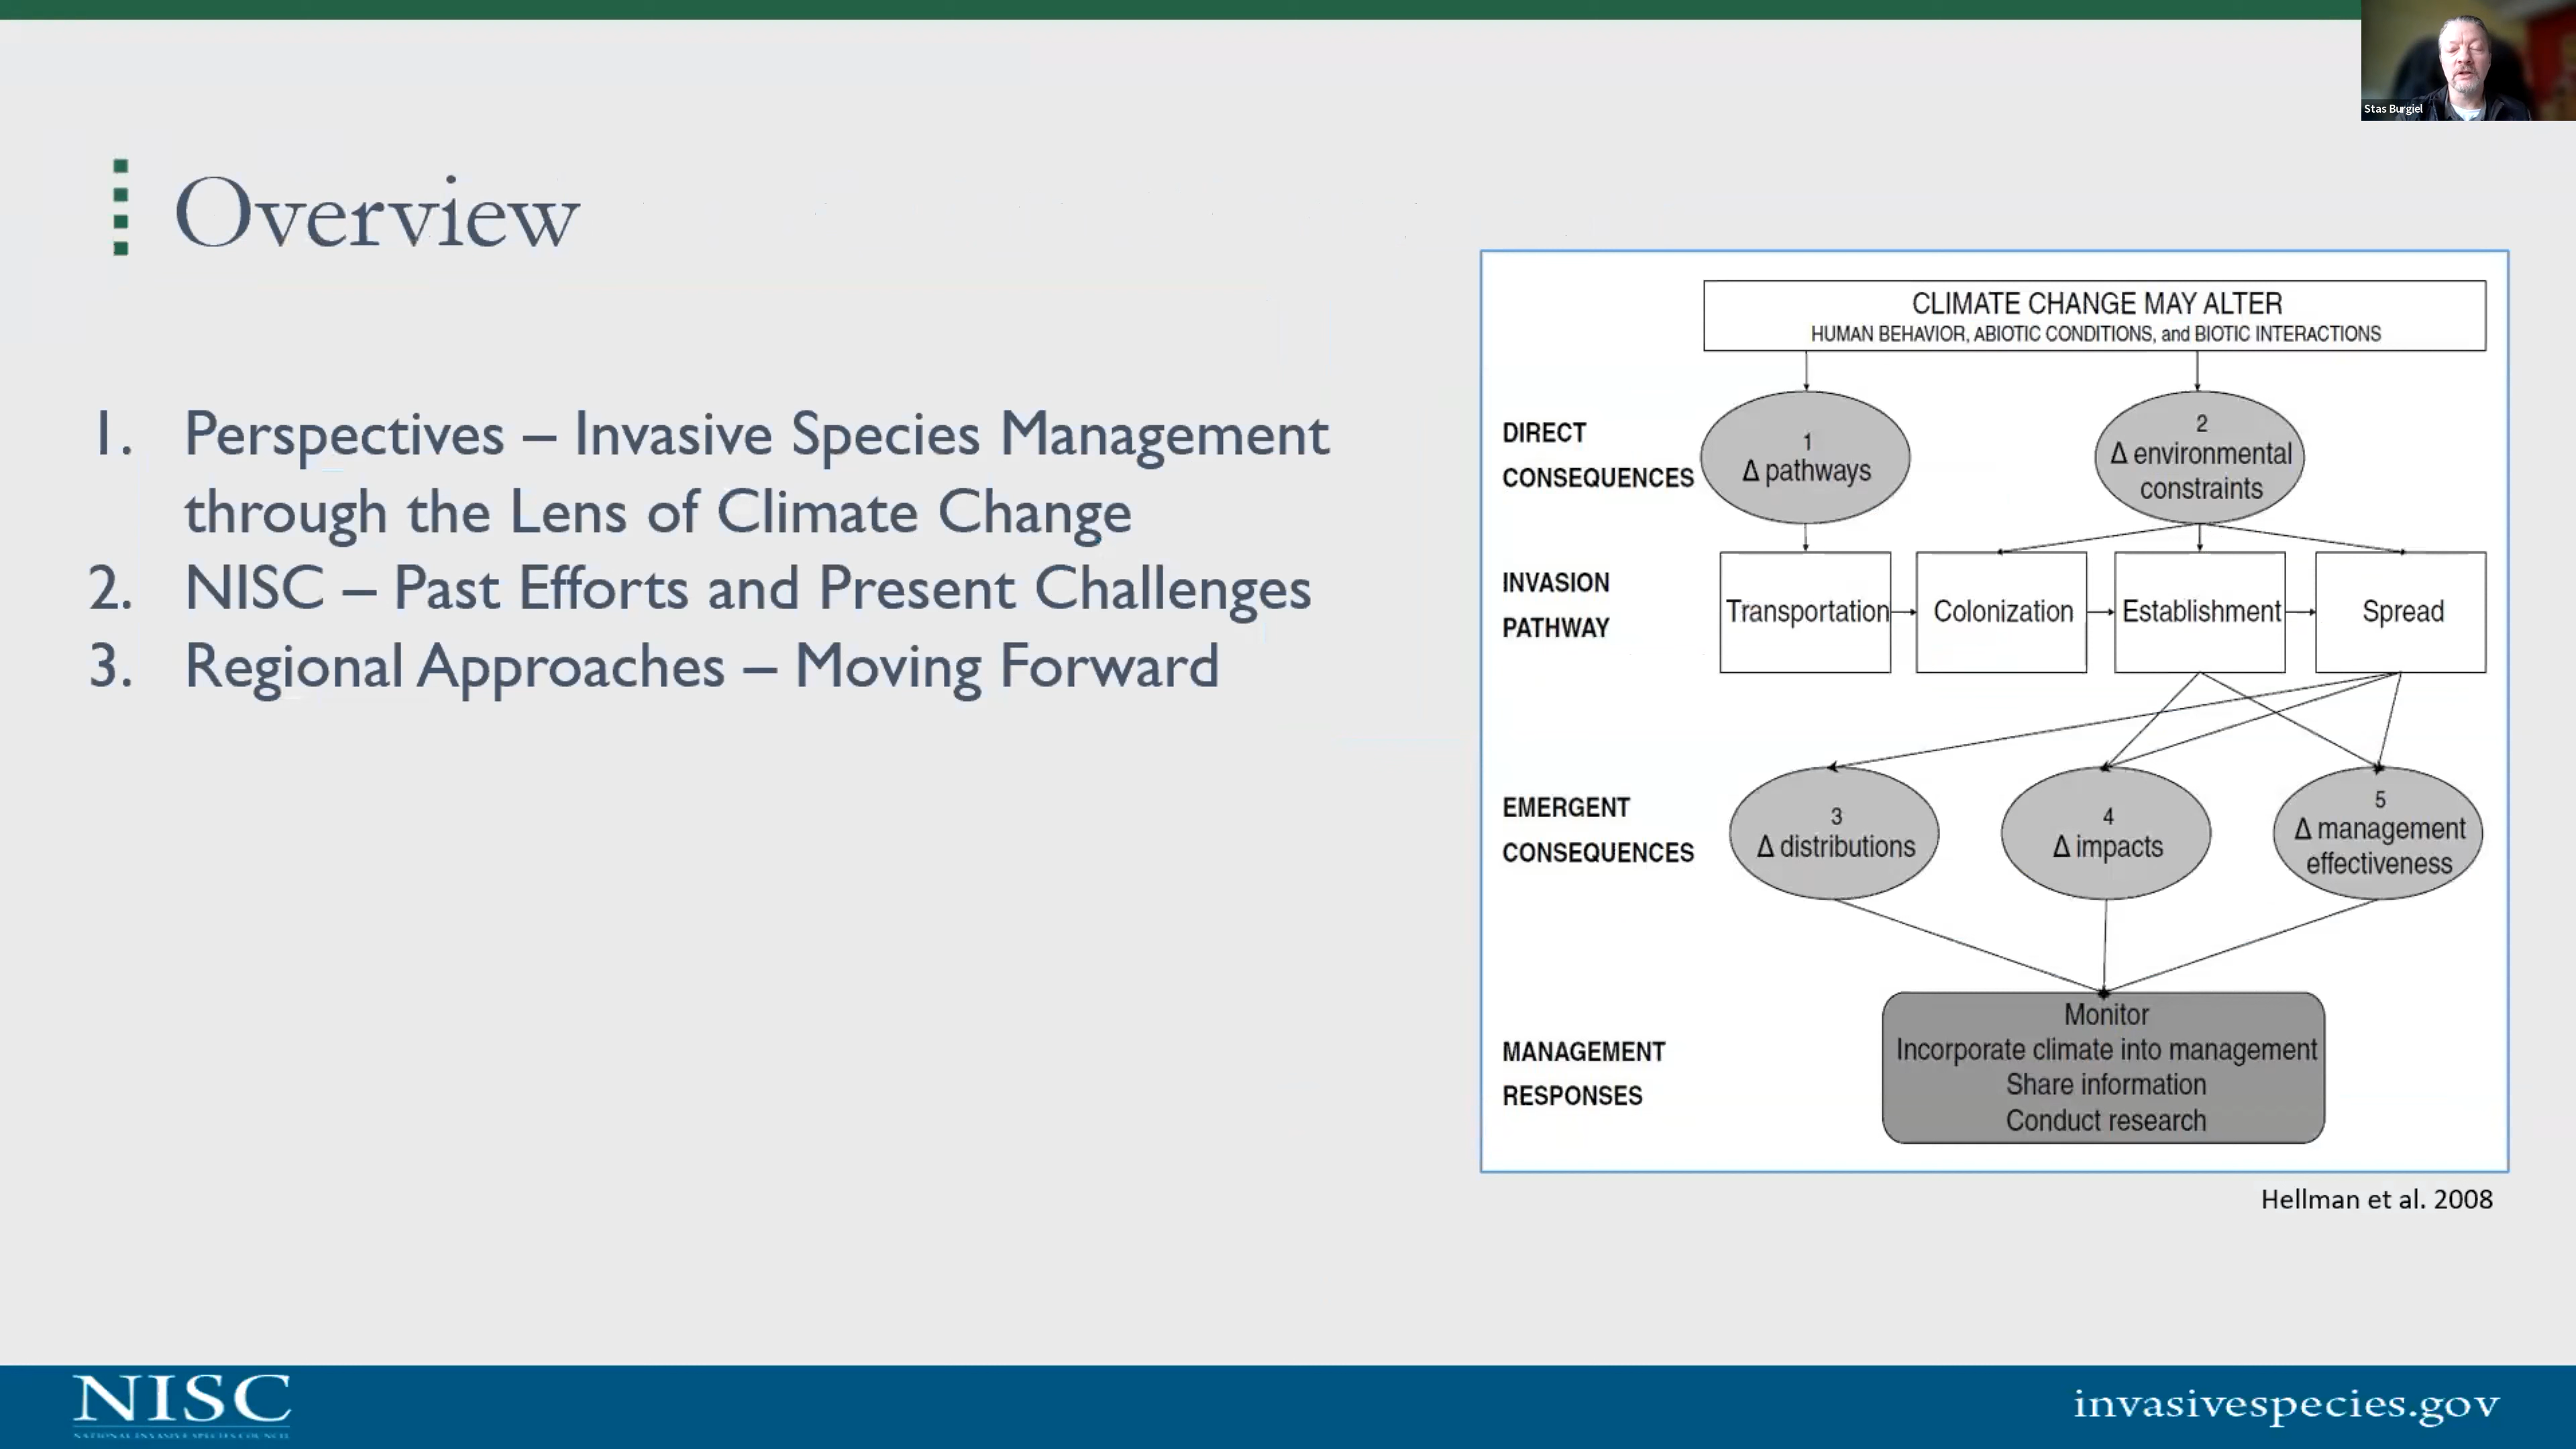 Stas Burgiel
Overview
1. Perspectives – Invasive Species Management
through the Lens of Climate Change
2. NISC – Past Efforts and Present Challenges
3. Regional Approaches – Moving Forward
CLIMATE CHANGE MAY ALTER
HUMAN BEHAVIOR, ABIOTIC CONDITIONS, and BIOTIC INTERACTIONS
DIRECT
CONSEQUENCES
1
Δ pathways
2
Δ environmental
constraints
INVASION
PATHWAY
Transportation
Colonization
Establishment
Spread
EMERGENT
CONSEQUENCES
3
Δ distributions
4
Δ impacts
5
Δ management
effectiveness
MANAGEMENT
RESPONSES
Monitor
Incorporate climate into management
Share information
Conduct research
Hellman et al. 2008
NISC
NATIONAL INVASIVE SPECIES COUNCIL
invasivespecies.gov